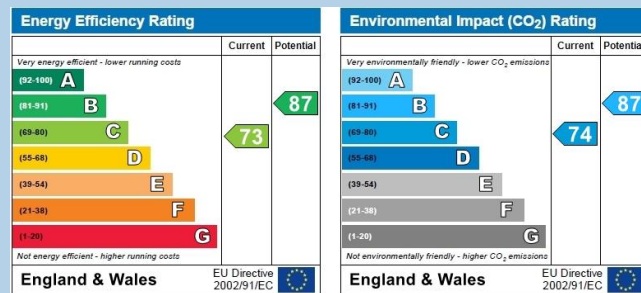 Energy Efficiency Rating
Current Potential
Very energy efficient - lower running costs
(92-100) A
(81-91) B
87
(69-80) C
73
(55-68) D
(39-54) E
(21-38) F
(1-20) G
Not energy efficient - higher running costs
England & Wales
EU Directive
2002/91/EC
Environmental Impact (CO₂) Rating
Current Potential
Very environmentally friendly - lower CO₂ emissions
(92-100) A
(81-91) B
87
(69-80) C
74
(55-68) D
(39-54) E
(21-38) F
(1-20) G
Not environmentally friendly - higher CO₂ emissions
England & Wales
EU Directive
2002/91/EC